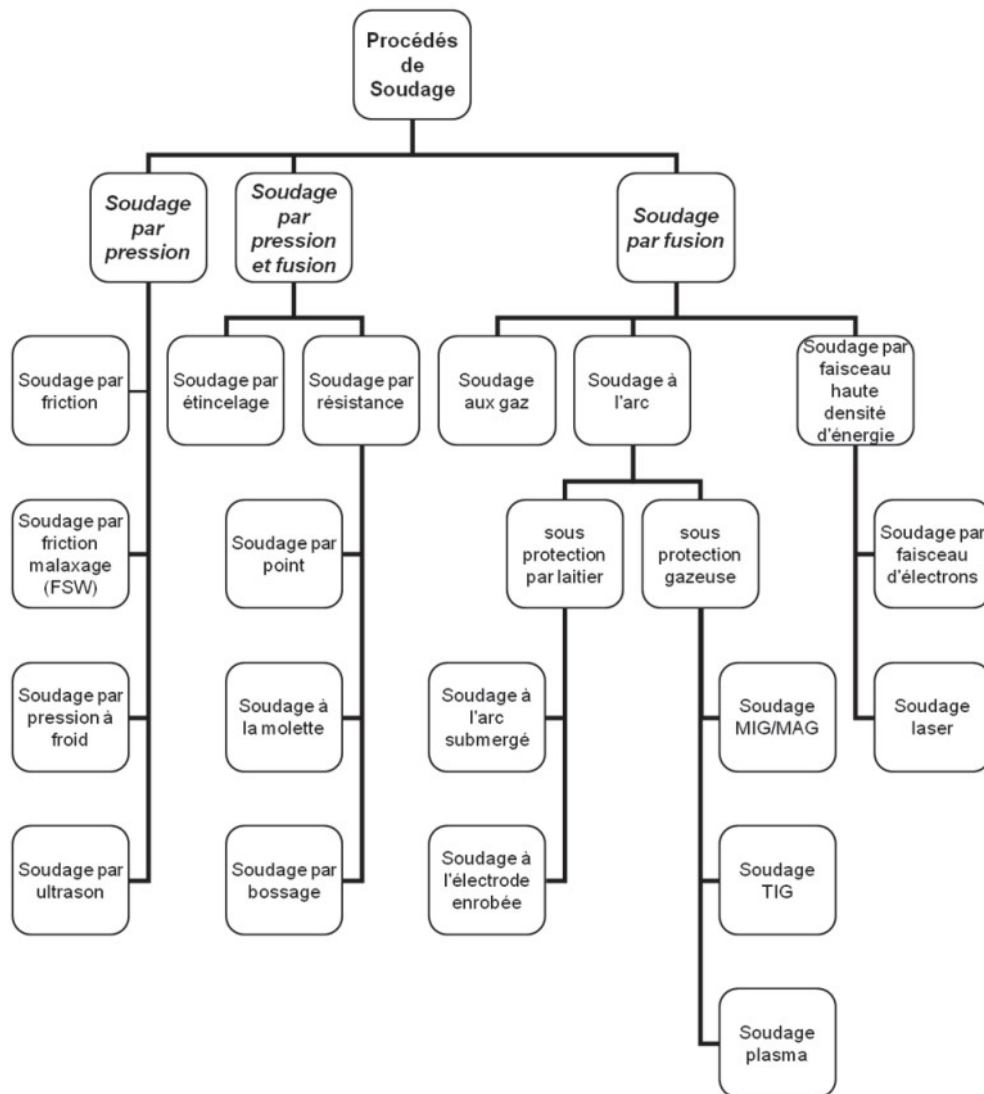 Procédés
de
Soudage
Soudage
par
pression
Soudage
par
pression
et fusion
Soudage
par fusion
Soudage par
friction
Soudage par
étincelage
Soudage par
résistance
Soudage
aux gaz
Soudage à
l'arc
Soudage par
faisceau
haute
densité
d'énergie
Soudage par
friction
malaxage
(FSW)
Soudage par
point
sous
protection
par laitier
sous
protection
gazeuse
Soudage par
faisceau
d'électrons
Soudage par
pression à
froid
Soudage à
la molette
Soudage à
l'arc
submergé
Soudage
MIG/MAG
Soudage
laser
Soudage par
ultrason
Soudage par
bossage
Soudage à
l'électrode
enrobée
Soudage
TIG
Soudage
plasma